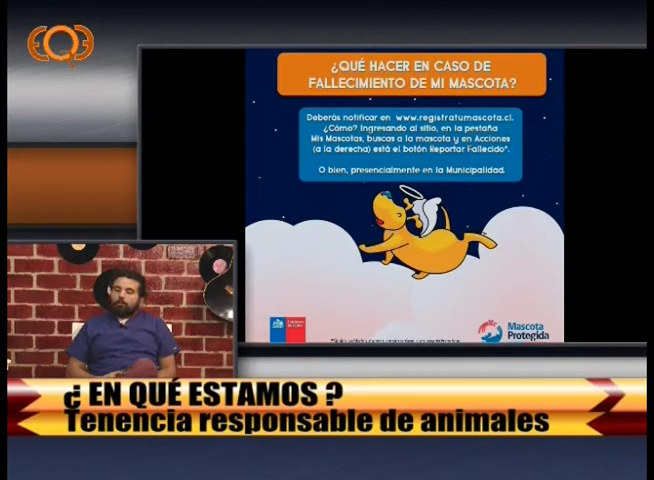 EQE
¿QUÉ HACER EN CASO DE
FALLECIMIENTO DE MI MASCOTA?
Deberás notificar en www.registratumascota.cl.
¿Cómo? Ingresando al sitio, en la pestaña
Mis Mascotas, buscas a la mascota y en Acciones
(a la derecha) está el botón Reportar Fallecido*.
O bien, presencialmente en la Municipalidad.
Mascota
Protegida
¿ EN QUÉ ESTAMOS ?
Tenencia responsable de animales